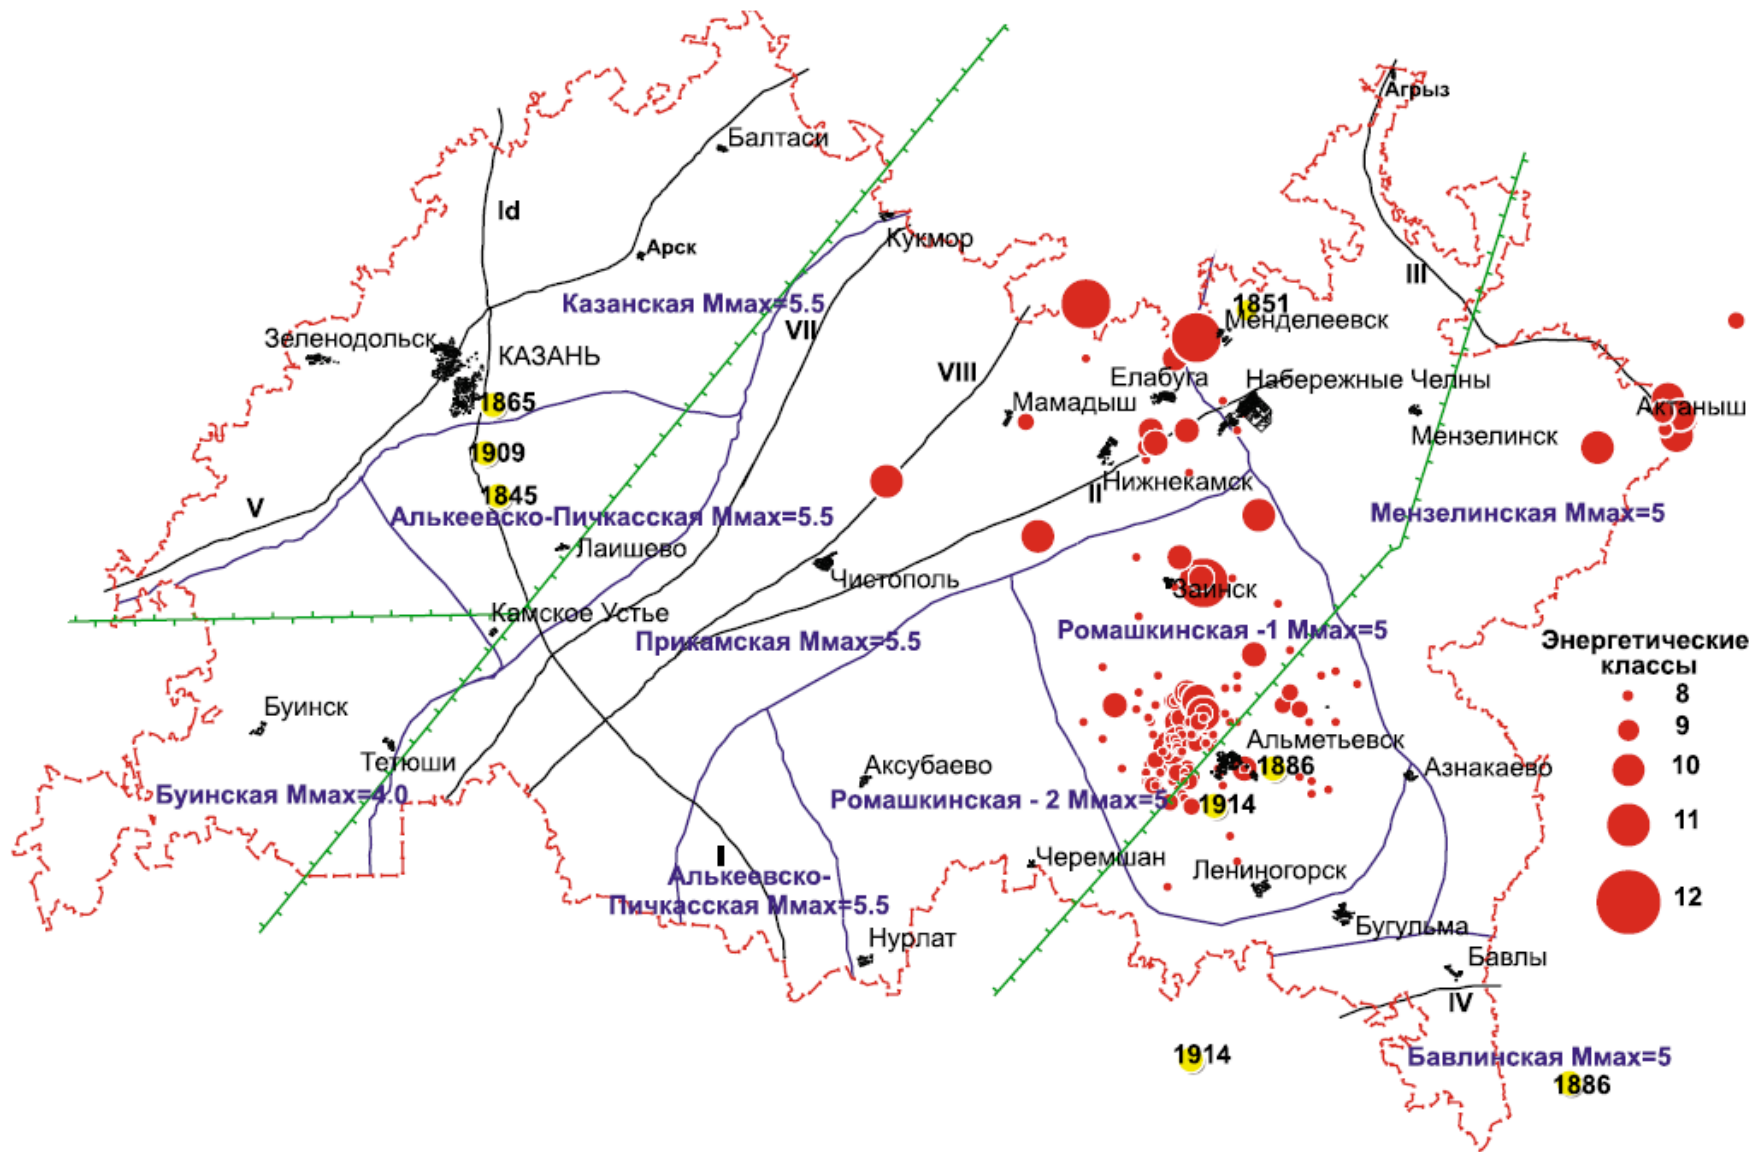 Агрыз
Балтаси
Id
Арск
Кукмор
III
Казанская Ммах=5.5
VII
1851
Менделеевск
Зеленодольск
КАЗАНЬ
VIII
Елабуга
Набережные Челны
1865
Мамадыш
Актаныш
Мензелинск
1909
1845
Нижнекамск
II
V
Алькеевско-Пичкасская Ммах=5.5
Мензелинская Ммах=5
Лаишево
Чистополь
Заинск
Камское Устье
Прикамская Ммах=5.5
Ромашкинская -1 Ммах=5
Энергетические
классы
8
9
10
11
12
Буинск
Тетюши
Альметьевск
Аксубаево
1886
Азнакаево
Буинская Ммах=4.0
Ромашкинская - 2 Ммах=5
1914
I
Черемшан
Лениногорск
Алькеевско-
Пичкасская Ммах=5.5
Нурлат
Бугульма
Бавлы
IV
1914
Бавлинская Ммах=5
1886